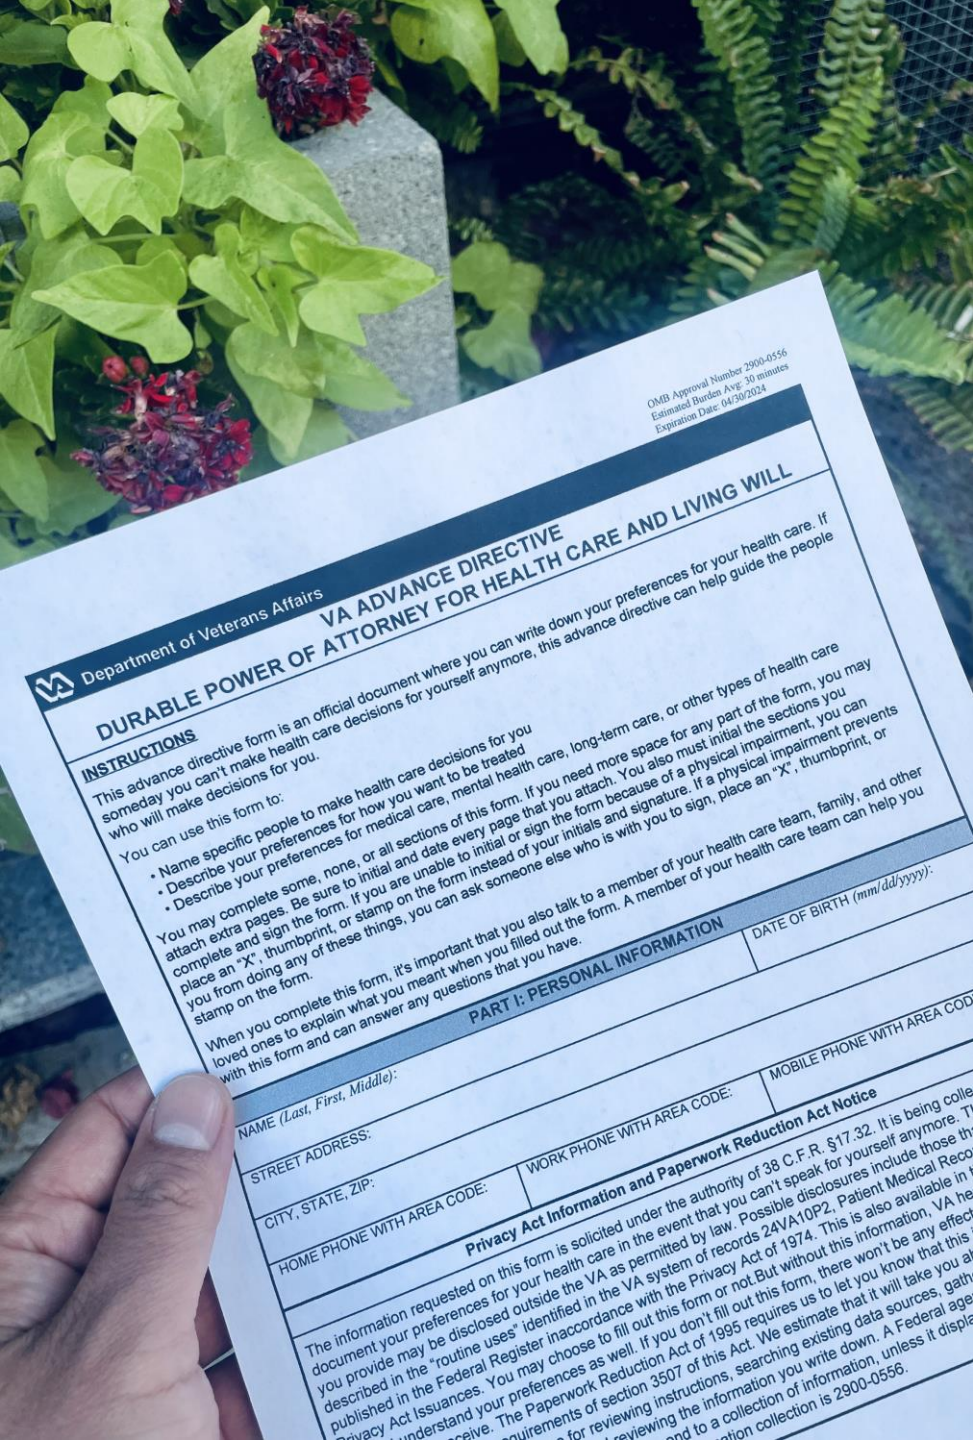 OMB Approval Number 2900-0556
Estimated Burden Avg: 30 minutes
Expiration Date: 04/30/2024
VA Department of Veterans Affairs
VA ADVANCE DIRECTIVE
DURABLE POWER OF ATTORNEY FOR HEALTH CARE AND LIVING WILL
INSTRUCTIONS
This advance directive form is an official document where you can write down your preferences for your health care. If
someday you can't make health care decisions for yourself anymore, this advance directive can help guide the people
who will make decisions for you.
You can use this form to:
• Name specific people to make health care decisions for you
• Describe your preferences for how you want to be treated
• Describe your preferences for medical care, mental health care, long-term care, or other types of health care
You may complete some, none, or all sections of this form. If you need more space for any part of the form, you may
attach extra pages. Be sure to initial and date every page that you attach. You also must initial the sections you
complete and sign the form. If you are unable to initial or sign the form because of a physical impairment, you can
place an "X", thumbprint, or stamp on the form instead of your initials and signature. If a physical impairment prevents
you from doing any of these things, you can ask someone else who is with you to sign, place an "X", thumbprint, or
stamp on the form.
When you complete this form, it's important that you also talk to a member of your health care team, family, and other
loved ones to explain what you meant when you filled out the form. A member of your health care team can help you
with this form and can answer any questions that you have.
PART I: PERSONAL INFORMATION
NAME (Last, First, Middle):
DATE OF BIRTH (mm/dd/yyyy):
STREET ADDRESS:
CITY, STATE, ZIP:
HOME PHONE WITH AREA CODE:
WORK PHONE WITH AREA CODE:
MOBILE PHONE WITH AREA COD
Privacy Act Information and Paperwork Reduction Act Notice
The information requested on this form is solicited under the authority of 38 C.F.R. §17.32. It is being colle
document your preferences for your health care in the event that you can't speak for yourself anymore. Th
you provide may be disclosed outside the VA as permitted by law. Possible disclosures include those th
described in the "routine uses" identified in the VA system of records 24VA10P2, Patient Medical Reco
published in the Federal Register inaccordance with the Privacy Act of 1974. This is also available in
Privacy Act Issuances. You may choose to fill out this form or not.But without this information, VA he
understand your preferences as well. If you don't fill out this form, there won't be any effect
ceive. The Paperwork Reduction Act of 1995 requires us to let you know that this
quirements of section 3507 of this Act. We estimate that it will take you a
for reviewing instructions, searching existing data sources, gath
reviewing the information you write down. A Federal age
nd to a collection of information, unless it displa
ation collection is 2900-0556.